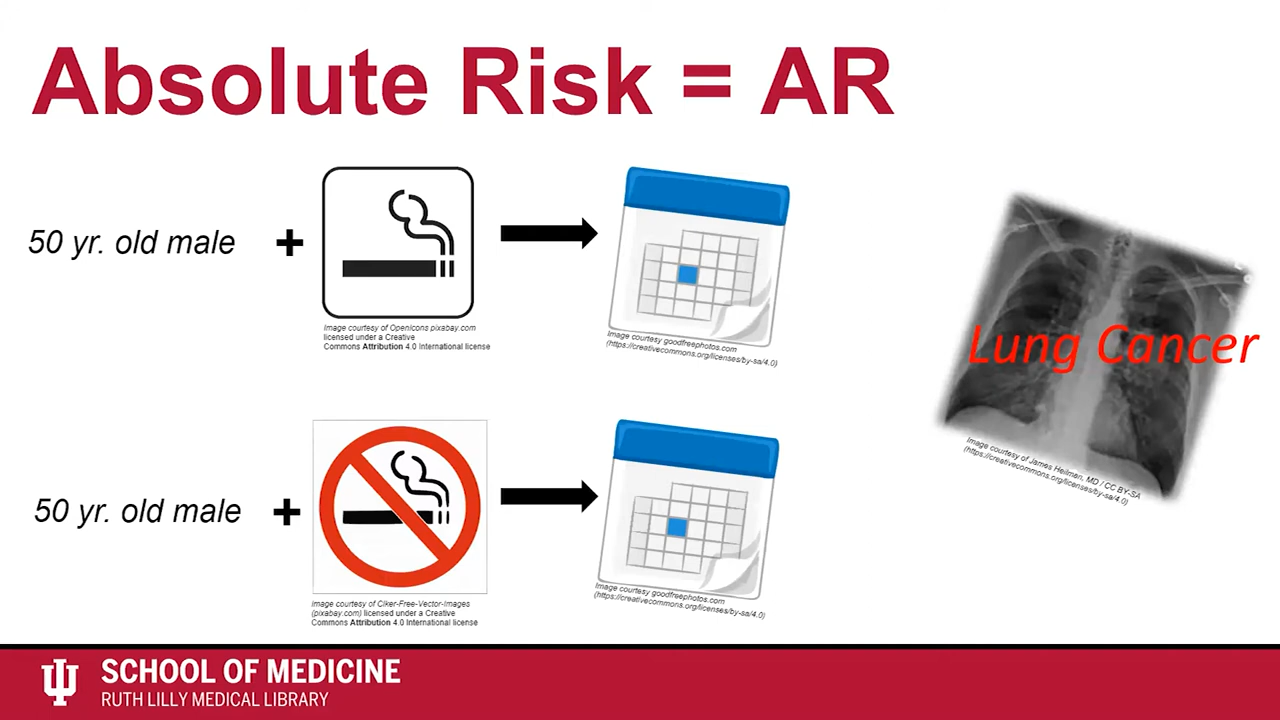 Absolute Risk = AR
50 yr. old male
+
Image courtesy of OpenIcons pixabay.com
licensed under a Creative
Commons Attribution 4.0 International license
Image courtesy goodfreephotos.com
(https://creativecommons.org/licenses/by-sa/4.0)
Lung Cancer
Image courtesy of James Heilman, MD / CC BY-SA
(https://creativecommons.org/licenses/by-sa/4.0)
50 yr. old male
+
Image courtesy of Clker-Free-Vector-Images
(pixabay.com) licensed under a Creative
Commons Attribution 4.0 International license
Image courtesy goodfreephotos.com
(https://creativecommons.org/licenses/by-sa/4.0)
SCHOOL OF MEDICINE
RUTH LILLY MEDICAL LIBRARY